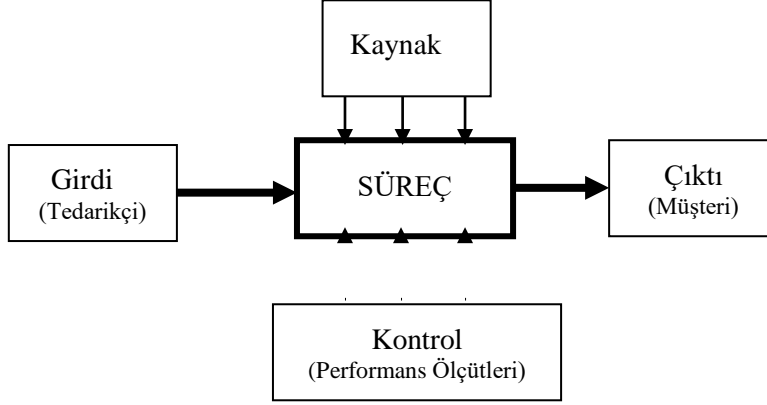 Kaynak
Girdi
(Tedarikçi)
SÜREÇ
Çıktı
(Müşteri)
Kontrol
(Performans Ölçütleri)